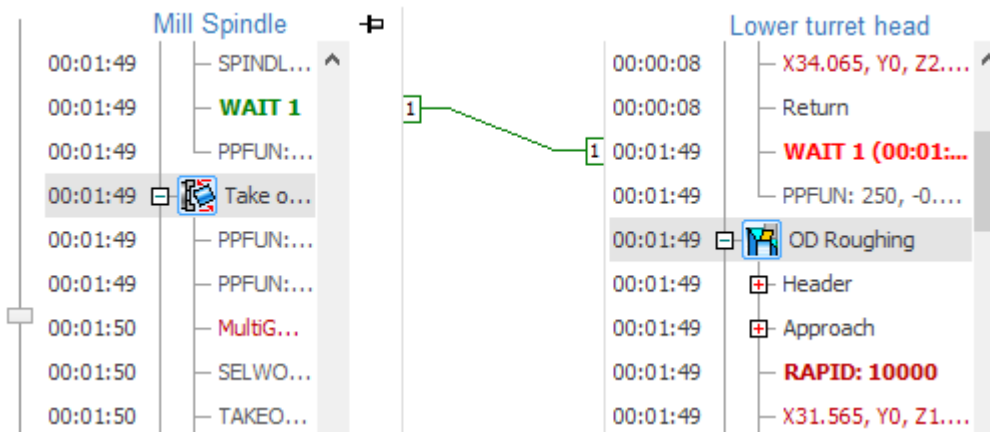 Mill Spindle
00:01:49 SPINDL...
00:01:49 WAIT 1
00:01:49 PPFUN:...
00:01:49 Take o...
00:01:49 PPFUN:...
00:01:49 PPFUN:...
00:01:50 MultiG...
00:01:50 SELWO...
00:01:50 TAKEO...
1
1
Lower turret head
00:00:08 X34.065, Y0, Z2....
00:00:08 Return
00:01:49 WAIT 1 (00:01:...
00:01:49 PPFUN: 250, -0....
00:01:49 OD Roughing
00:01:49 Header
00:01:49 Approach
00:01:49 RAPID: 10000
00:01:49 X31.565, Y0, Z1....